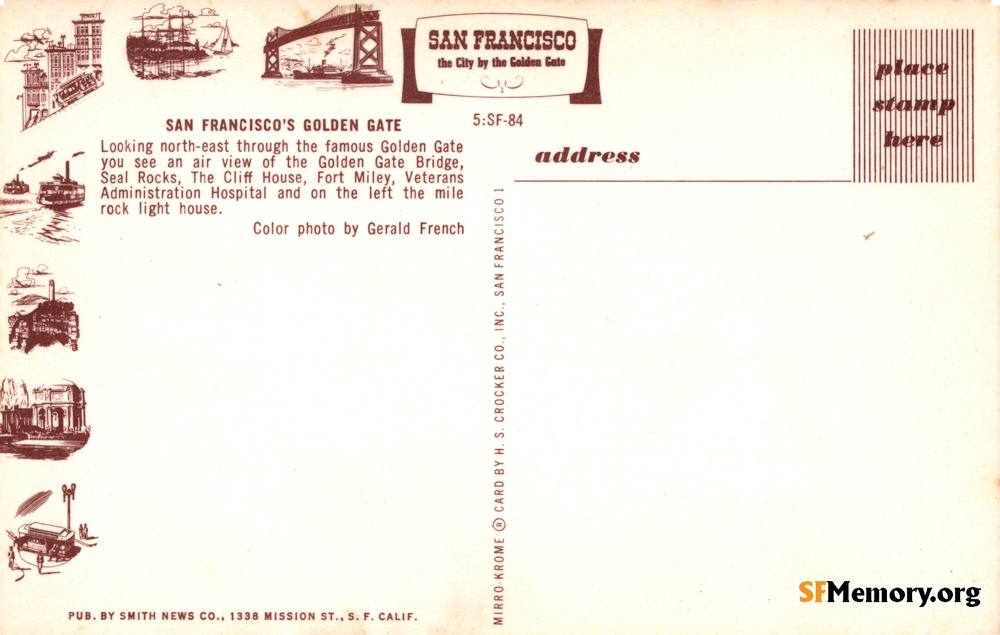 SAN FRANCISCO
the City by the Golden Gate
place
stamp
here
SAN FRANCISCO'S GOLDEN GATE
5:SF-84
Looking north-east through the famous Golden Gate
you see an air view of the Golden Gate Bridge,
Seal Rocks, The Cliff House, Fort Miley, Veterans
Administration Hospital and on the left the mile
rock light house.
Color photo by Gerald French
address
MIRRO-KROME ® CARD BY H. S. CROCKER CO., INC., SAN FRANCISCO 1
PUB. BY SMITH NEWS CO., 1338 MISSION ST., S. F. CALIF.
SFMemory.org